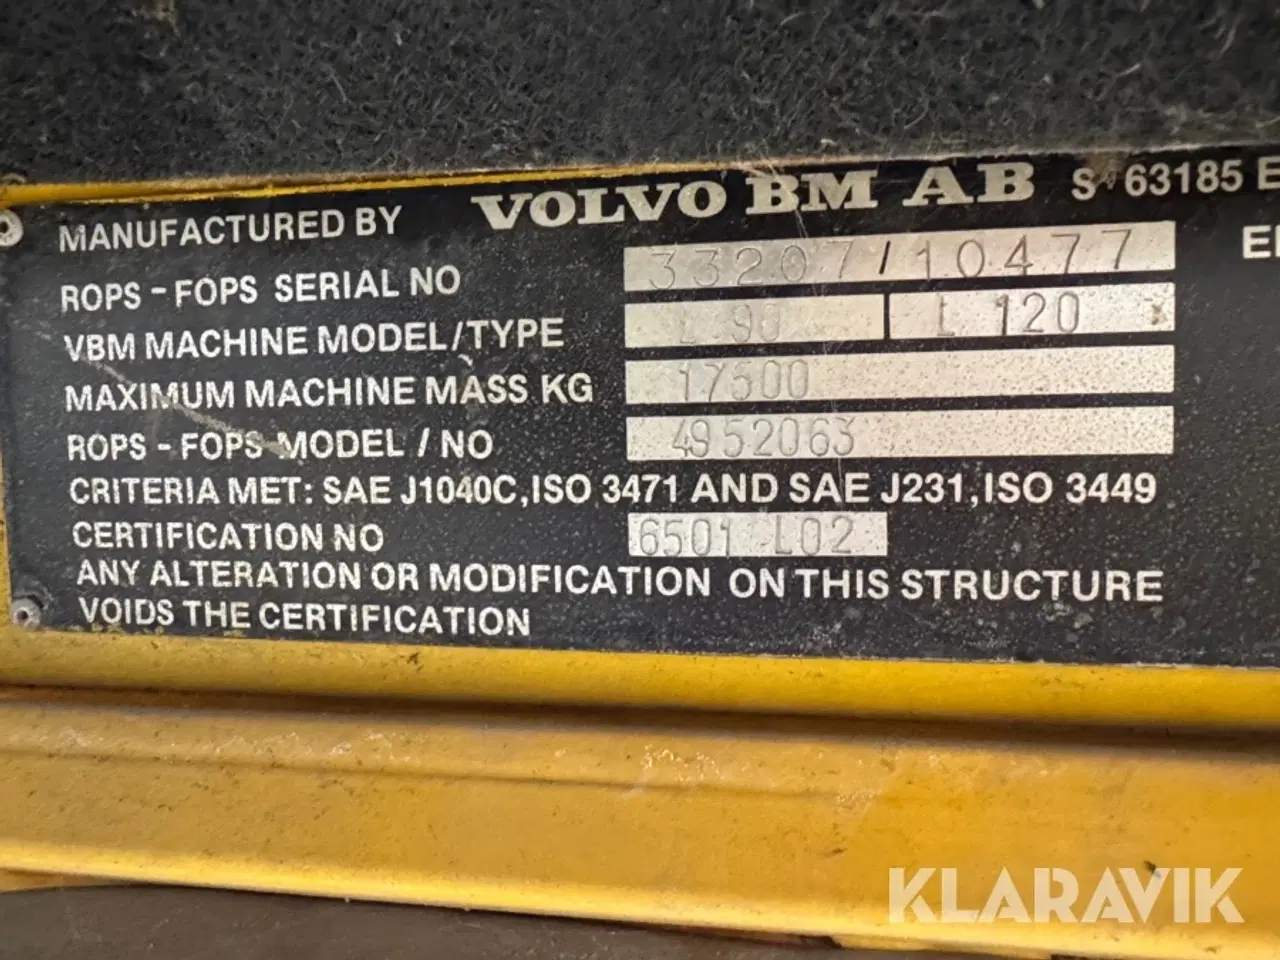 MANUFACTURED BY VOLVO BM AB S 63185 E
ROPS - FOPS SERIAL NO 33207/10477
VBM MACHINE MODEL/TYPE L 90 L 120
MAXIMUM MACHINE MASS KG 17500
ROPS - FOPS MODEL / NO 4952063
CRITERIA MET: SAE J1040C, ISO 3471 AND SAE J231, ISO 3449
CERTIFICATION NO 6501 L02
ANY ALTERATION OR MODIFICATION ON THIS STRUCTURE
VOIDS THE CERTIFICATION
KLARAVIK